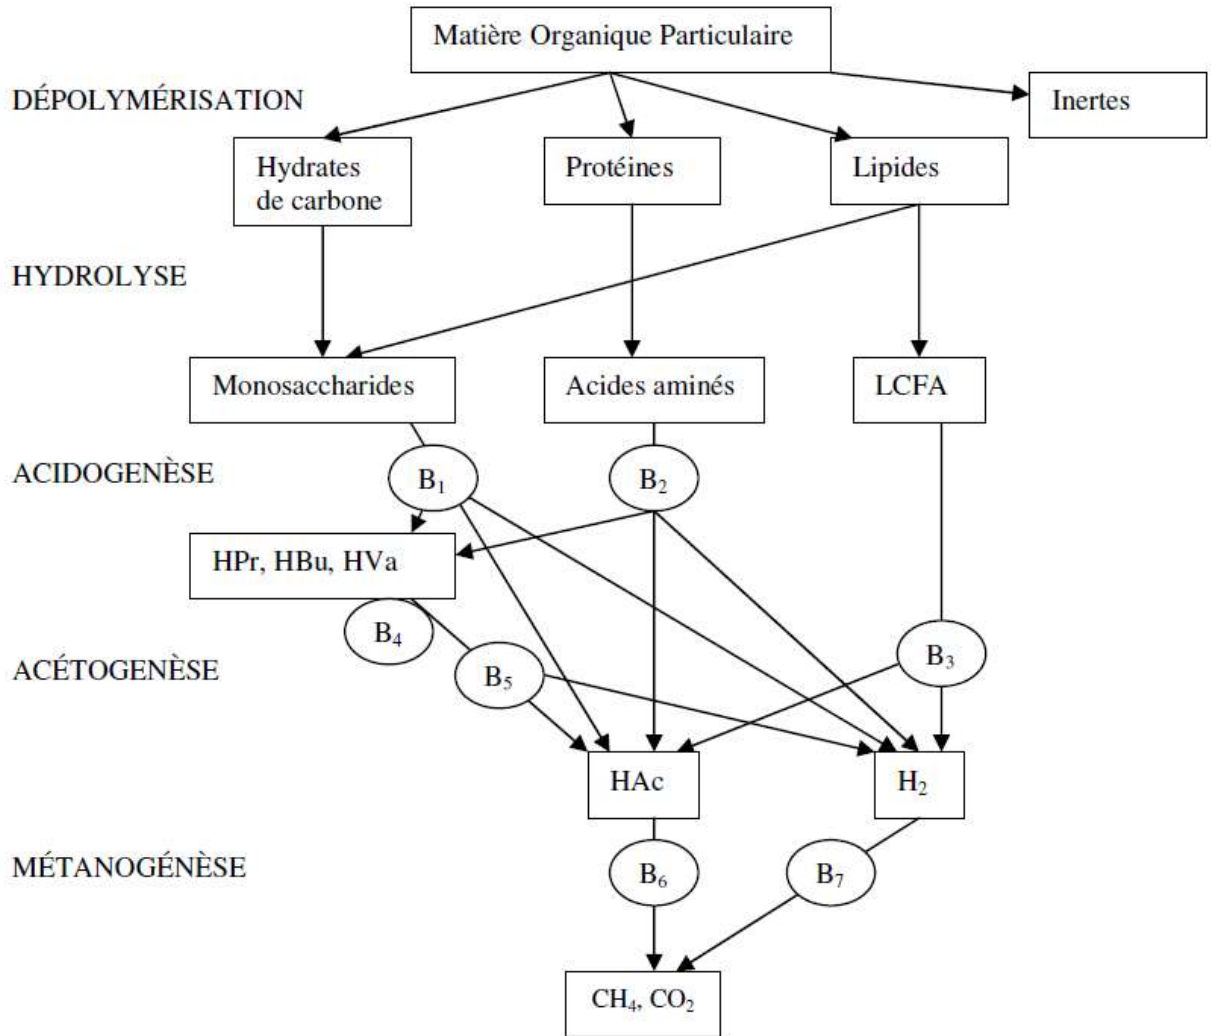 Matière Organique Particulaire
DÉPOLYMÉRISATION
Inertes
Hydrates
de carbone
Protéines
Lipides
HYDROLYSE
Monosaccharides
Acides aminés
LCFA
ACIDOGENÈSE
B₁
B₂
HPr, HBu, HVa
B₄
B₃
ACÉTOGENÈSE
B₅
HAc
H₂
MÉTANOGÉNÈSE
B₆
B₇
CH₄, CO₂